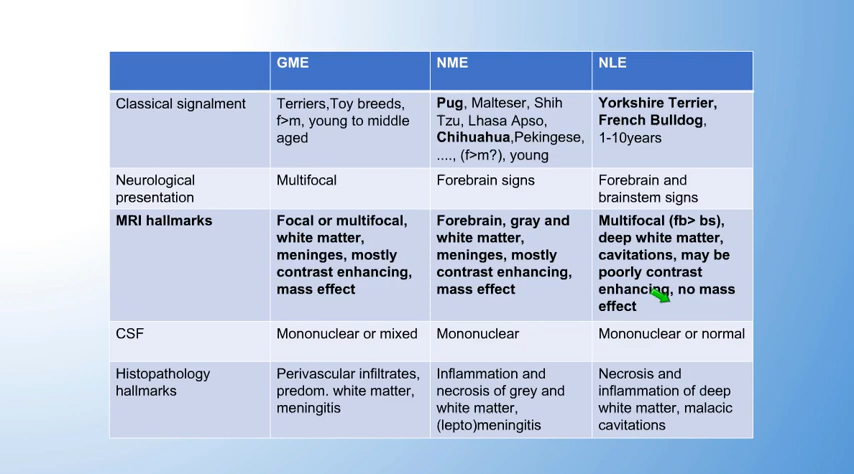 GME
NME
NLE
Classical signalment
Terriers,Toy breeds,
f>m, young to middle
aged
Pug, Malteser, Shih
Tzu, Lhasa Apso,
Chihuahua,Pekingese,
...., (f>m?), young
Yorkshire Terrier,
French Bulldog,
1-10years
Neurological
presentation
Multifocal
Forebrain signs
Forebrain and
brainstem signs
MRI hallmarks
Focal or multifocal,
white matter,
meninges, mostly
contrast enhancing,
mass effect
Forebrain, gray and
white matter,
meninges, mostly
contrast enhancing,
mass effect
Multifocal (fb> bs),
deep white matter,
cavitations, may be
poorly contrast
enhancing, no mass
effect
CSF
Mononuclear or mixed
Mononuclear
Mononuclear or normal
Histopathology
hallmarks
Perivascular infiltrates,
predom. white matter,
meningitis
Inflammation and
necrosis of grey and
white matter,
(lepto)meningitis
Necrosis and
inflammation of deep
white matter, malacic
cavitations